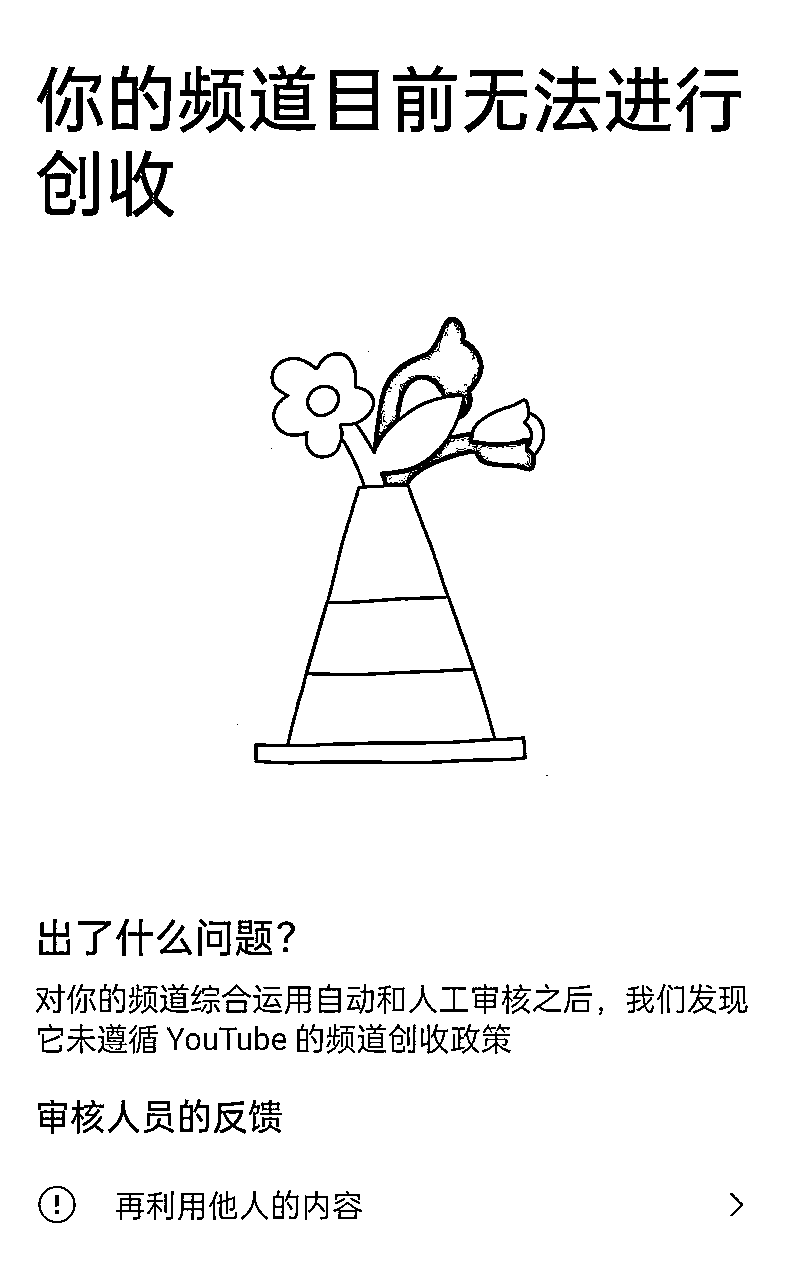 你的频道目前无法进行
创收
出了什么问题?
对你的频道综合运用自动和人工审核之后，我们发现
它未遵循 YouTube 的频道创收政策
审核人员的反馈
再利用他人的内容